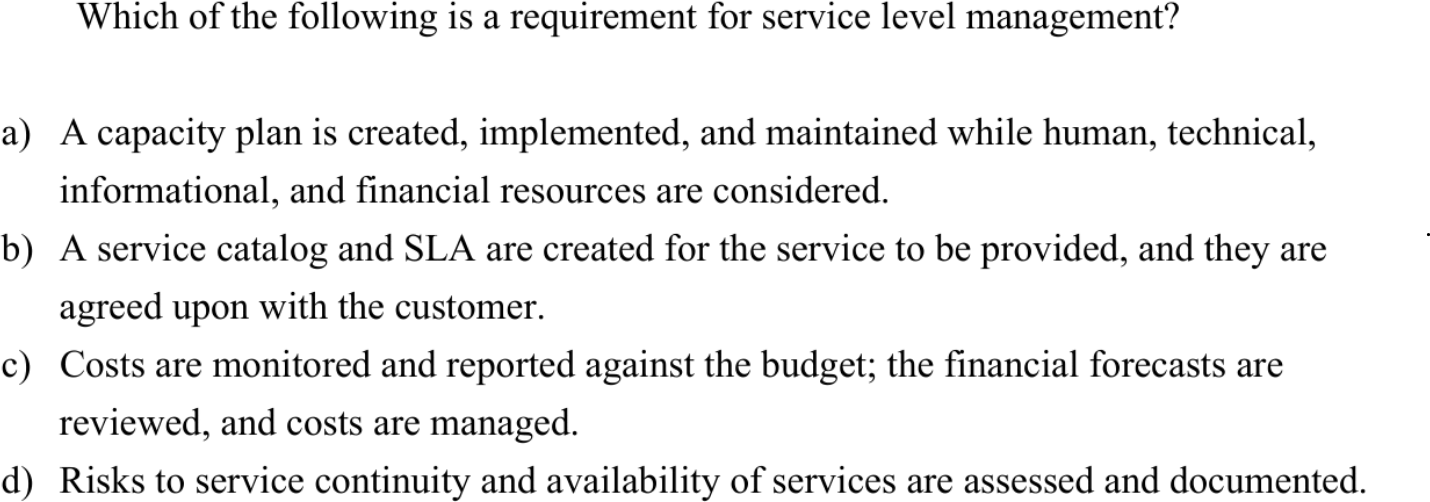 Which of the following is a requirement for service level management?
a) A capacity plan is created, implemented, and maintained while human, technical,
informational, and financial resources are considered.
b) A service catalog and SLA are created for the service to be provided, and they are
agreed upon with the customer.
c) Costs are monitored and reported against the budget; the financial forecasts are
reviewed, and costs are managed.
d) Risks to service continuity and availability of services are assessed and documented.